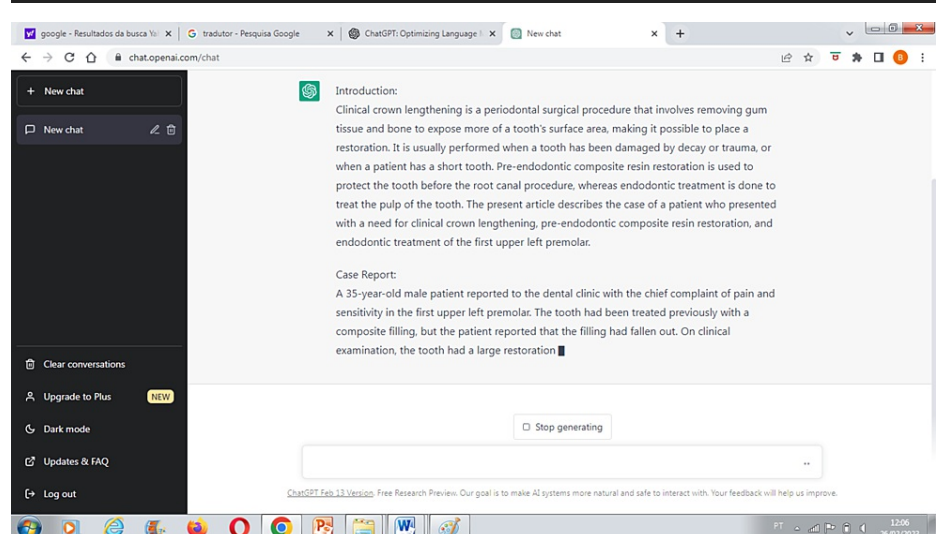 google - Resultados da busca Ya
tradutor - Pesquisa Google
ChatGPT: Optimizing Language
New chat
chat.openai.com/chat
B
+ New chat
New chat
Introduction:
Clinical crown lengthening is a periodontal surgical procedure that involves removing gum
tissue and bone to expose more of a tooth's surface area, making it possible to place a
restoration. It is usually performed when a tooth has been damaged by decay or trauma, or
when a patient has a short tooth. Pre-endodontic composite resin restoration is used to
protect the tooth before the root canal procedure, whereas endodontic treatment is done to
treat the pulp of the tooth. The present article describes the case of a patient who presented
with a need for clinical crown lengthening, pre-endodontic composite resin restoration, and
endodontic treatment of the first upper left premolar.
Case Report:
A 35-year-old male patient reported to the dental clinic with the chief complaint of pain and
sensitivity in the first upper left premolar. The tooth had been treated previously with a
composite filling, but the patient reported that the filling had fallen out. On clinical
examination, the tooth had a large restoration
Clear conversations
Upgrade to Plus NEW
Dark mode
Updates & FAQ
Log out
Stop generating
ChatGPT Feb 13 Version. Free Research Preview. Our goal is to make AI systems more natural and safe to interact with. Your feedback will help us improve.
PT
12:06